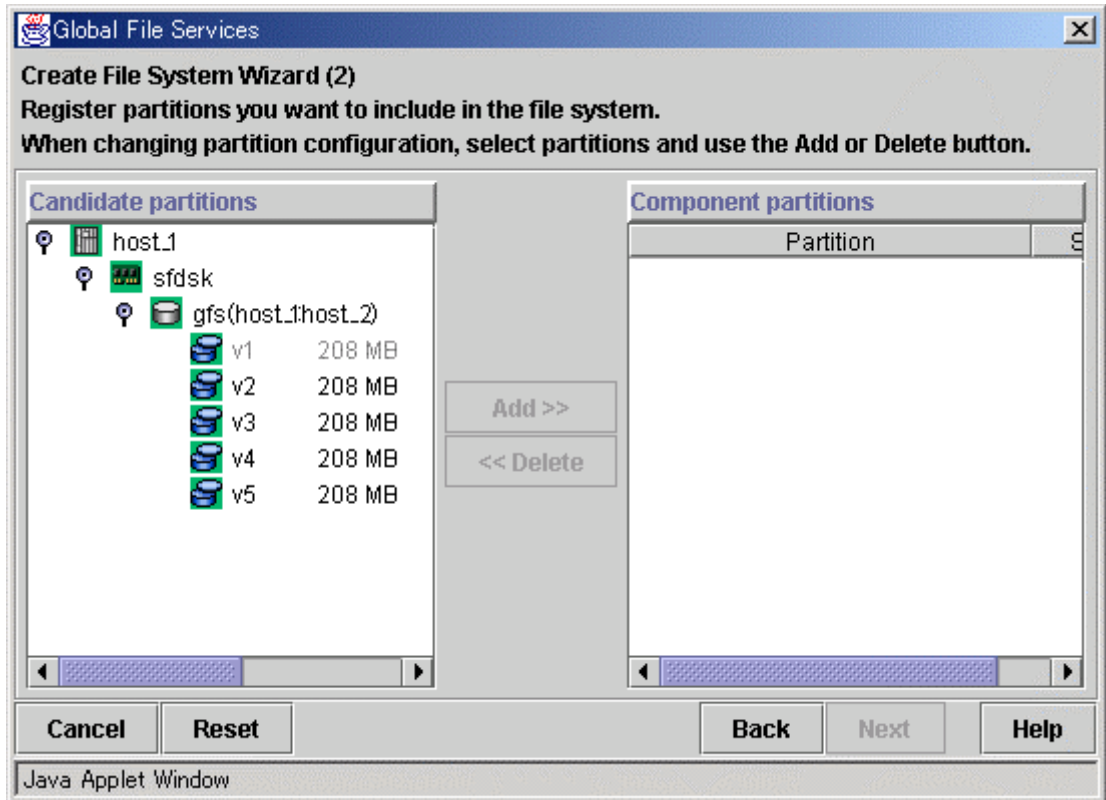 Global File Services
Create File System Wizard (2)
Register partitions you want to include in the file system.
When changing partition configuration, select partitions and use the Add or Delete button.
Candidate partitions
host_1
sfdsk
gfs(host_1:host_2)
v1 208 MB
v2 208 MB
v3 208 MB
v4 208 MB
v5 208 MB
Add >>
<< Delete
Component partitions
Partition S
Cancel Reset Back Next Help
Java Applet Window